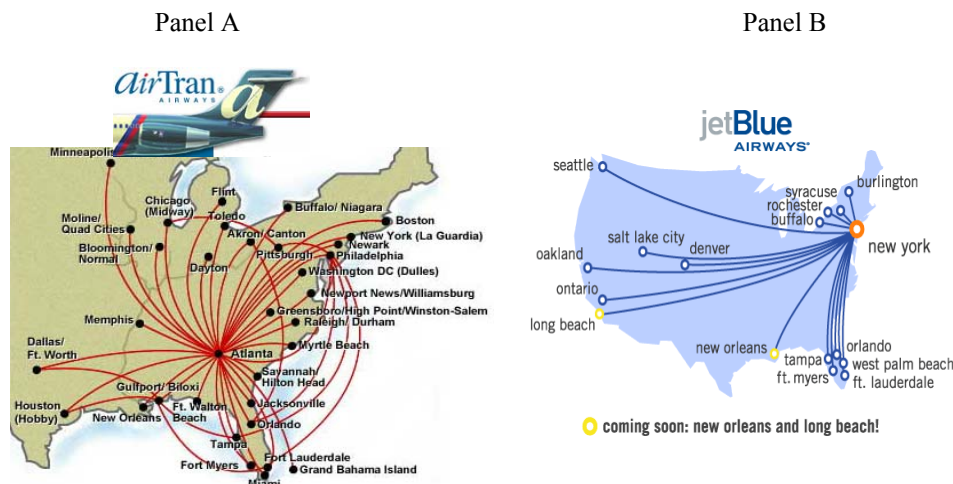 Panel A
Panel B
airTran
AIRWAYS
a
Minneapolis
Moline/
Quad Cities
Bloomington/
Normal
Chicago
(Midway)
Flint
Toledo
Dayton
Akron/ Canton
Pittsburgh
Buffalo/ Niagara
Boston
New York (La Guardia)
Newark
Philadelphia
Washington DC (Dulles)
Newport News/Williamsburg
Greensboro/High Point/Winston-Salem
Raleigh/ Durham
Myrtle Beach
Memphis
Atlanta
Dallas/
Ft. Worth
Savannah/
Hilton Head
Gulfport/ Biloxi
Houston
(Hobby)
New Orleans
Ft. Walton
Beach
Jacksonville
Orlando
Tampa
Fort Myers
Fort Lauderdale
Grand Bahama Island
Miami
jetBlue
AIRWAYS®
seattle
burlington
syracuse
rochester
buffalo
new york
salt lake city
denver
oakland
ontario
long beach
new orleans
orlando
tampa
west palm beach
ft. myers
ft. lauderdale
coming soon: new orleans and long beach!